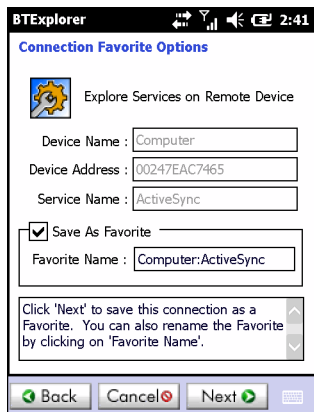 BTExplorer 2:41
Connection Favorite Options
Explore Services on Remote Device
Device Name : Computer
Device Address : 00247EAC7465
Service Name : ActiveSync
Save As Favorite
Favorite Name : Computer:ActiveSync
Click 'Next' to save this connection as a
Favorite. You can also rename the Favorite
by clicking on 'Favorite Name'.
Back Cancel Next